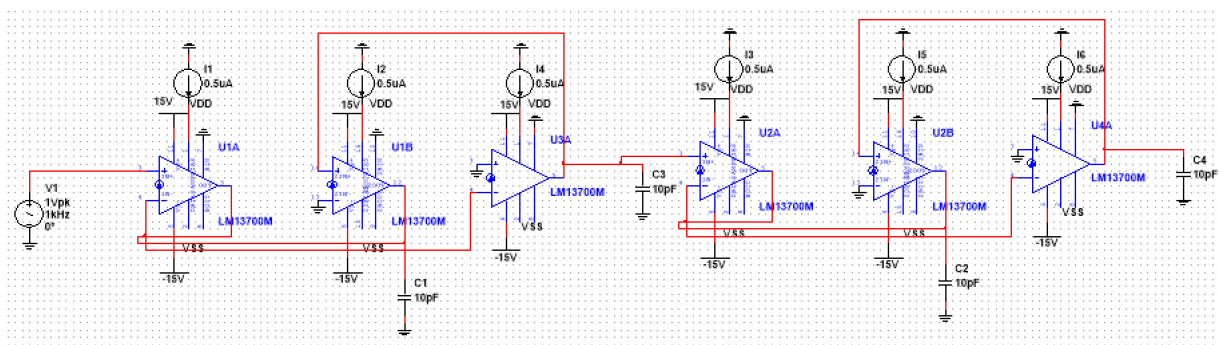 I1
0.5uA
VDD
15V
U1A
LM13700M
VSS
-15V
V1
1Vpk
1kHz
0°
I2
0.5uA
VDD
15V
U1B
LM13700M
VSS
-15V
C1
10pF
I4
0.5uA
VDD
15V
U3A
LM13700M
VSS
-15V
C3
10pF
I3
0.5uA
VDD
15V
U2A
LM13700M
-15V
I5
0.5uA
VDD
15V
U2B
LM13700M
VSS
-15V
C2
10pF
I6
0.5uA
VDD
15V
U4A
LM13700M
VSS
-15V
C4
10pF